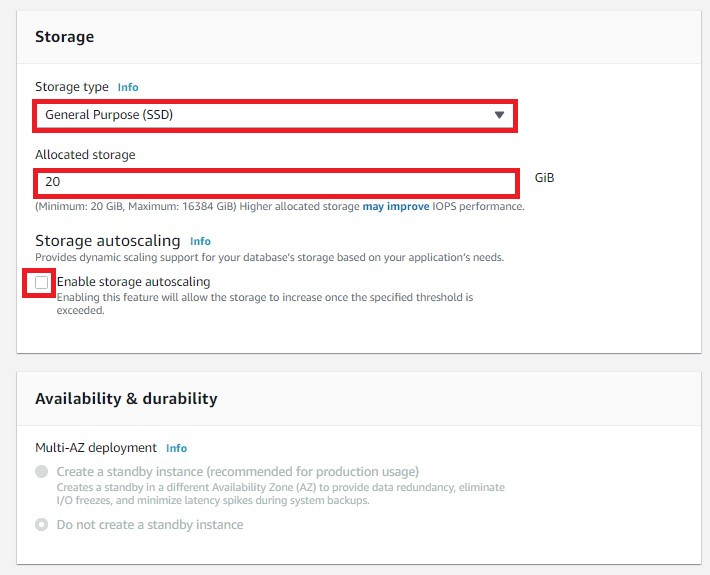 Storage
Storage type Info
General Purpose (SSD)
Allocated storage
20
GiB
(Minimum: 20 GiB, Maximum: 16384 GiB) Higher allocated storage may improve IOPS performance.
Storage autoscaling Info
Provides dynamic scaling support for your database's storage based on your application's needs.
Enable storage autoscaling
Enabling this feature will allow the storage to increase once the specified threshold is
exceeded.
Availability & durability
Multi-AZ deployment Info
Create a standby instance (recommended for production usage)
Creates a standby in a different Availability Zone (AZ) to provide data redundancy, eliminate
I/O freezes, and minimize latency spikes during system backups.
Do not create a standby instance